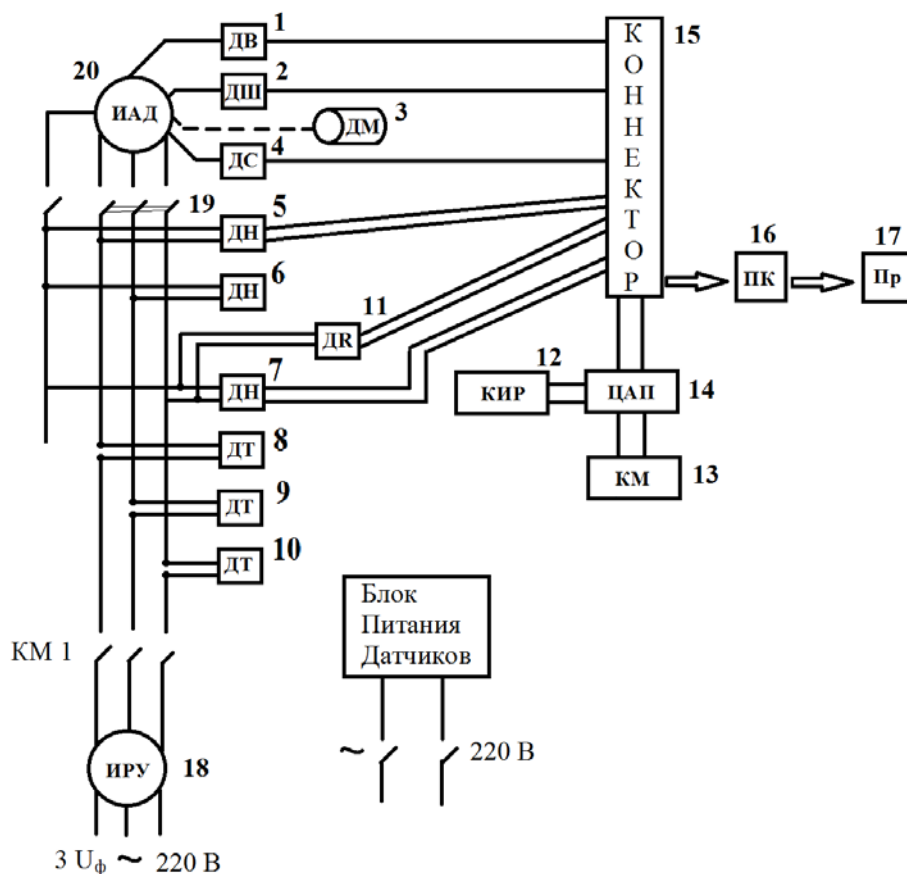 1
ДВ
15
КОННЕКТОР
20
2
ДШ
ИАД
3
ДМ
4
ДС
19
5
ДН
6
ДН
16
ПК
17
Пр
11
ДR
7
ДН
12
КИР
ЦАП
14
8
ДТ
КМ
13
9
ДТ
10
ДТ
Блок
Питания
Датчиков
КМ 1
~
220 В
ИРУ
18
3 Uф ~ 220 В